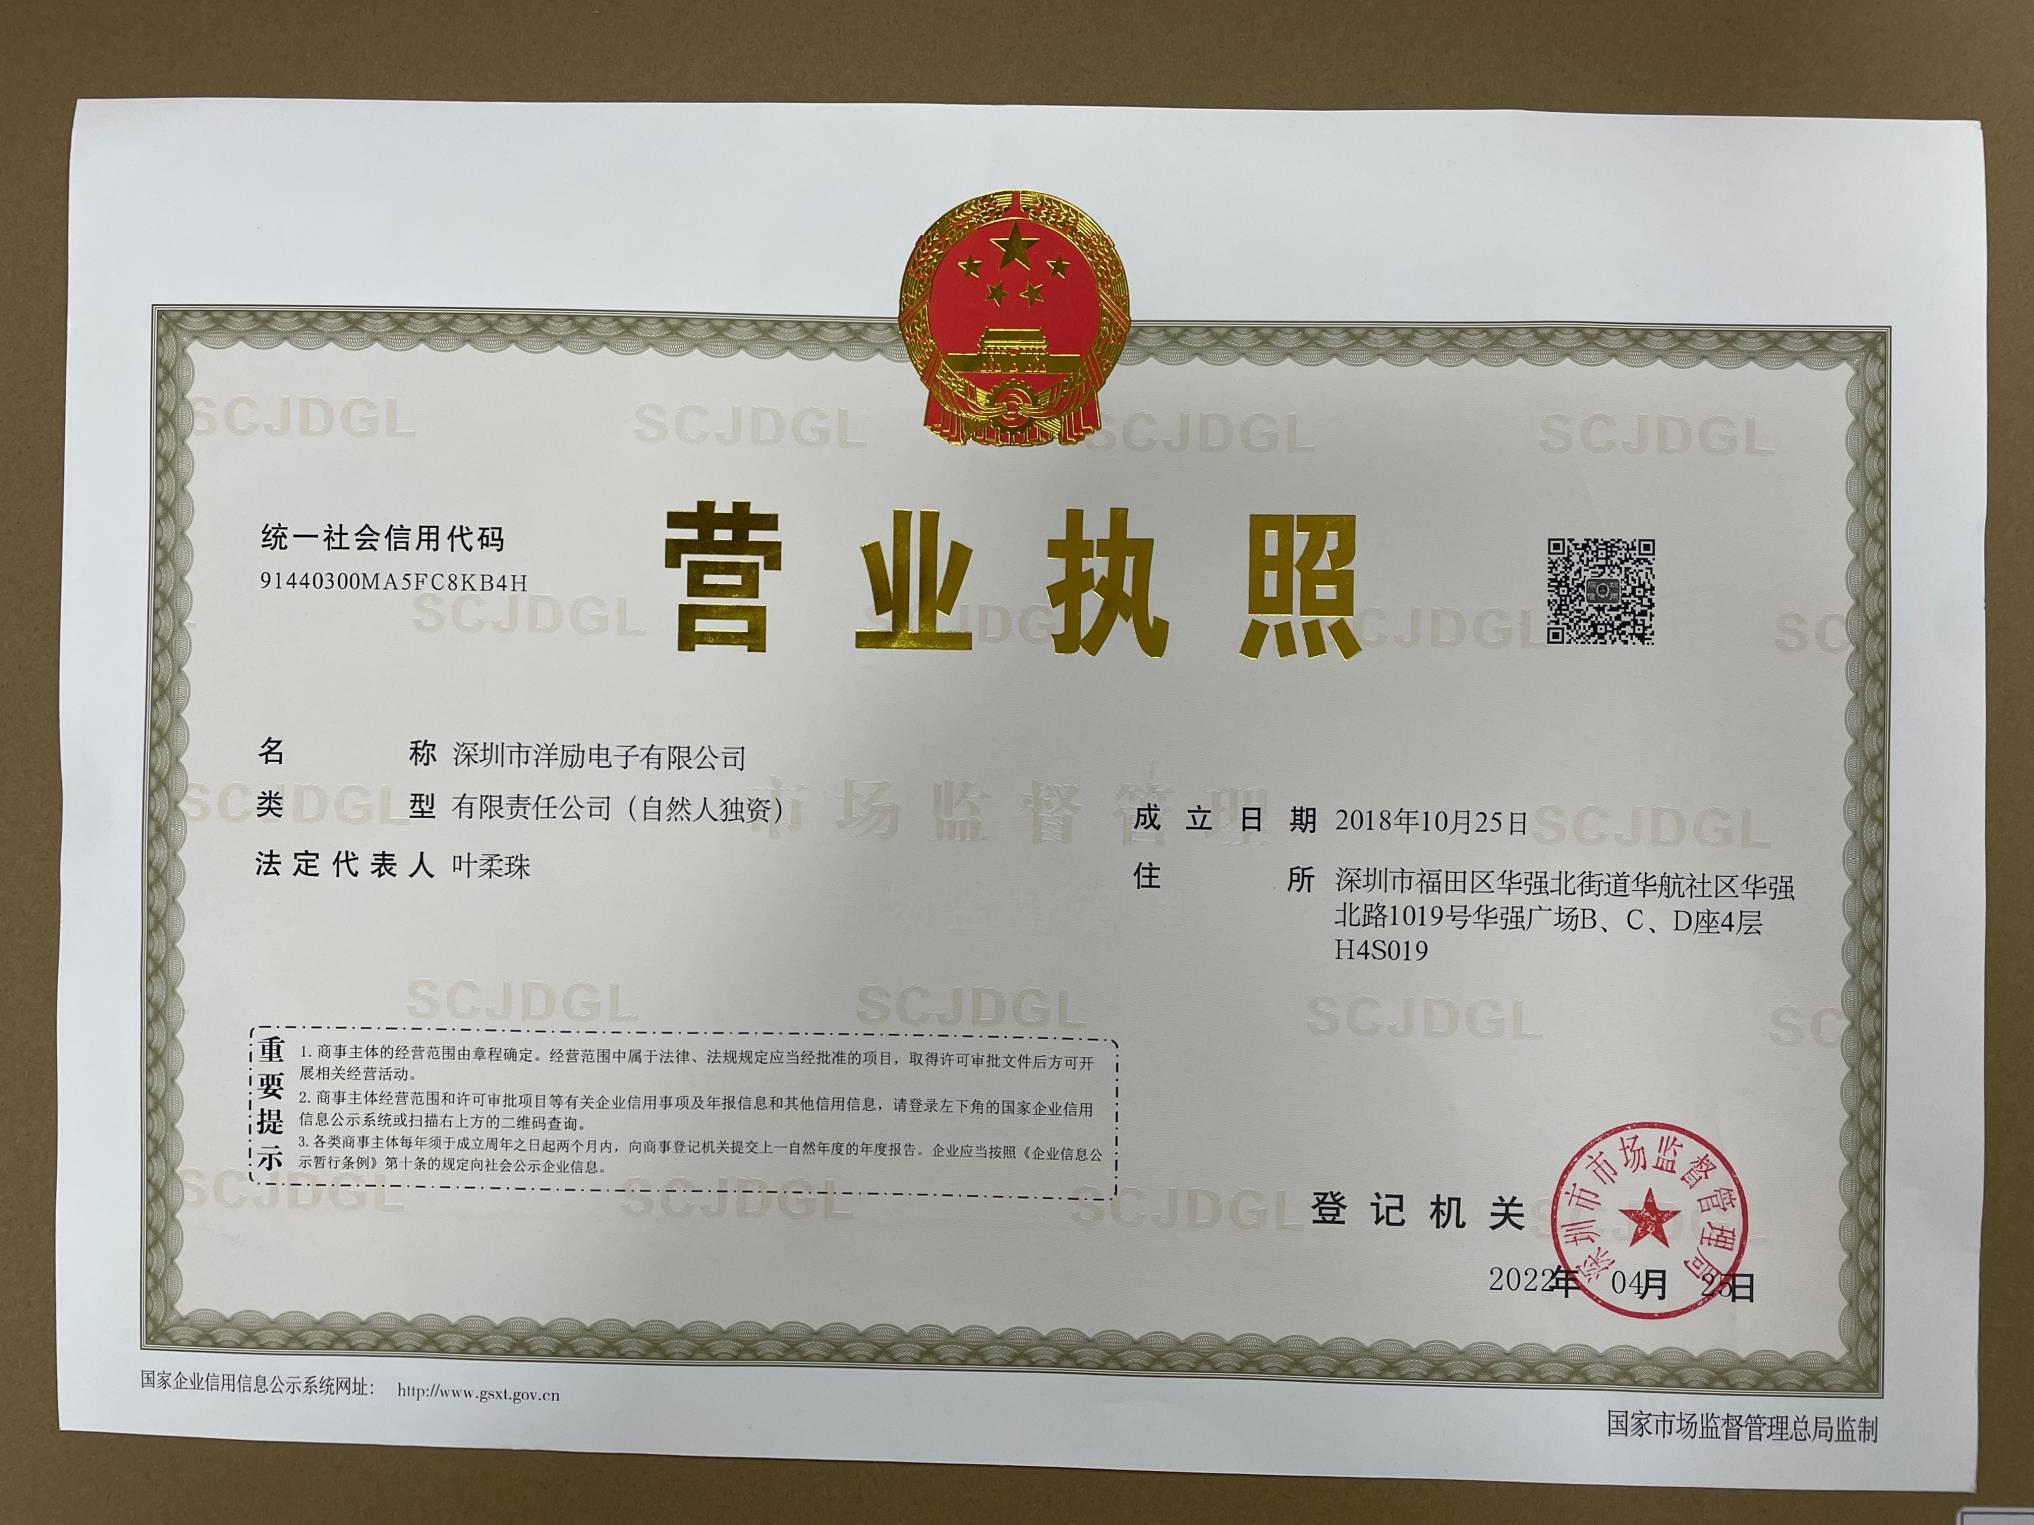 统一社会信用代码
91440300MA5FC8KB4H
营业执照
名称 深圳市洋励电子有限公司
类型 有限责任公司（自然人独资）
法定代表人 叶柔珠
成立日期 2018年10月25日
住所 深圳市福田区华强北街道华航社区华强
北路1019号华强广场B、C、D座4层
H4S019
重要提示
1. 商事主体的经营范围由章程确定。经营范围中属于法律、法规规定应当经批准的项目，取得许可审批文件后方可开
展相关经营活动。
2. 商事主体经营范围和许可审批项目等有关企业信用事项及年报信息和其他信用信息，请登录左下角的国家企业信用
信息公示系统或扫描右上方的二维码查询。
3. 各类商事主体每年须于成立周年之日起两个月内，向商事登记机关提交上一自然年度的年度报告。企业应当按照《企业信息公
示暂行条例》第十条的规定向社会公示企业信息。
登记机关
深圳市市场监督管理局
2022年 04月 25日
国家企业信用信息公示系统网址： http://www.gsxt.gov.cn
国家市场监督管理总局监制
SCJDGL
市场监督管理